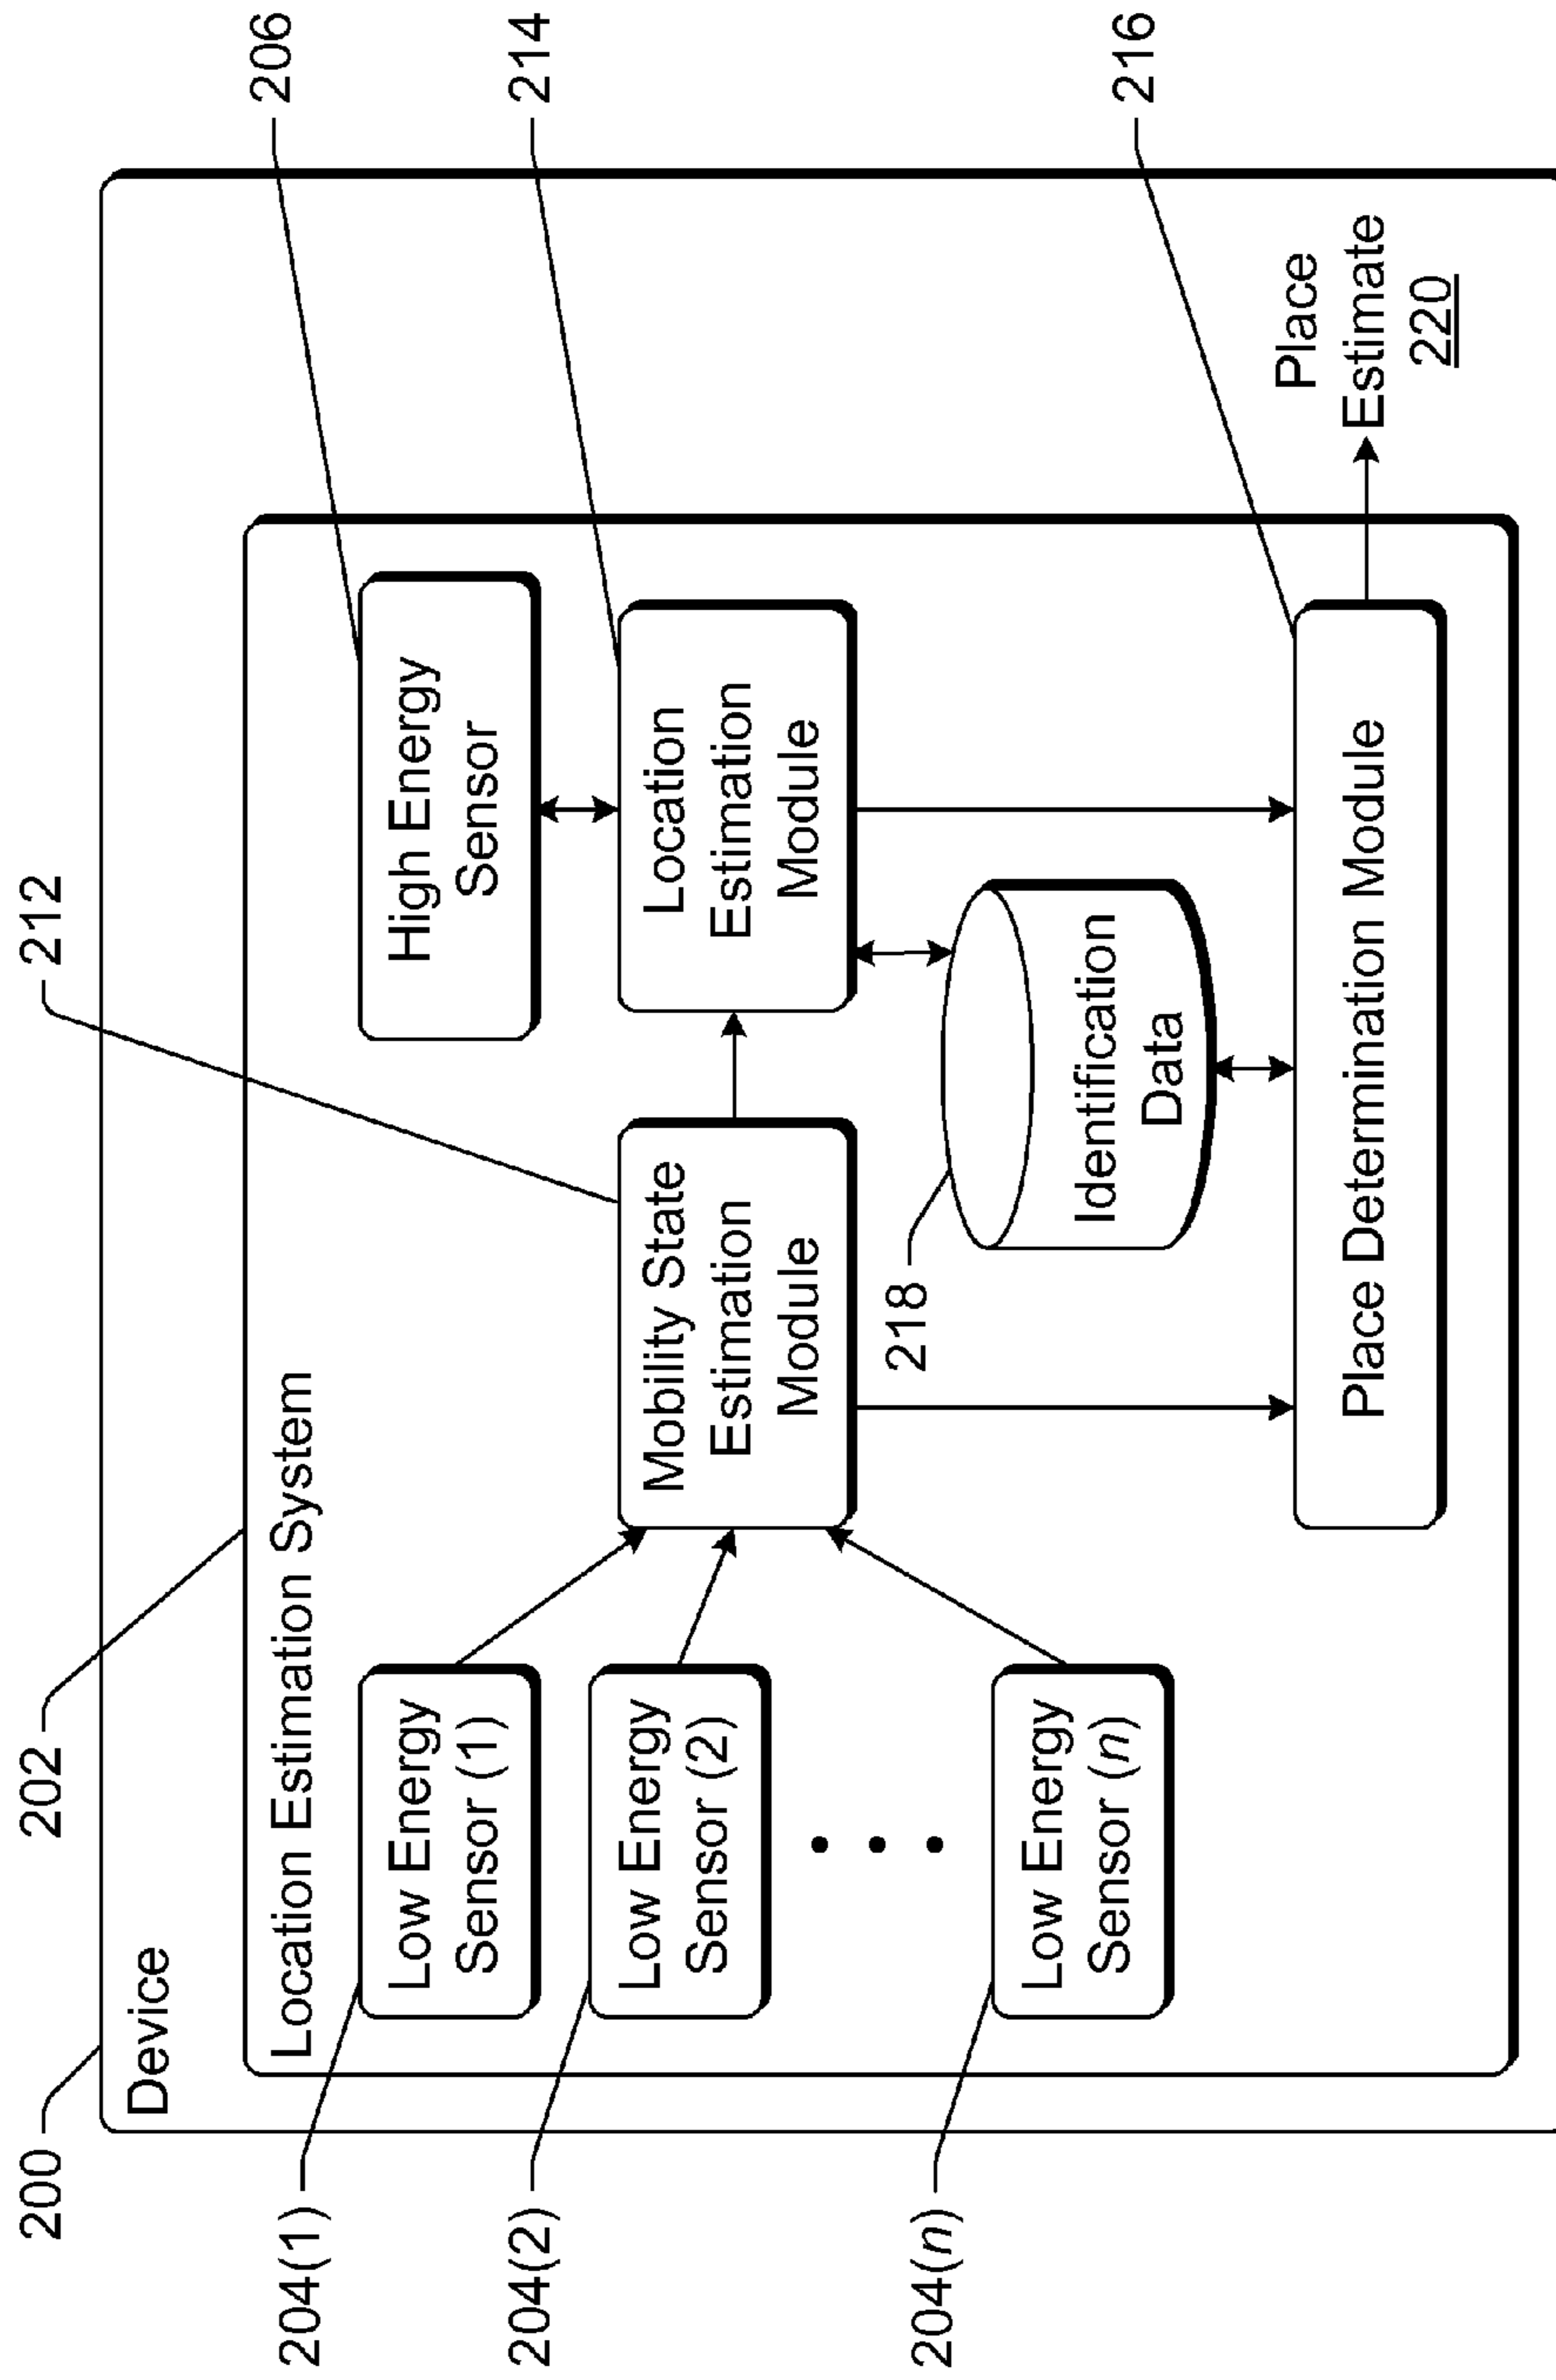 200
Device
202
Location Estimation System
212
206
214
216
204(1)
Low Energy
Sensor (1)
204(2)
Low Energy
Sensor (2)
204(n)
Low Energy
Sensor (n)
Mobility State
Estimation
Module
High Energy
Sensor
Location
Estimation
Module
218
Identification
Data
Place Determination Module
Place
Estimate
220